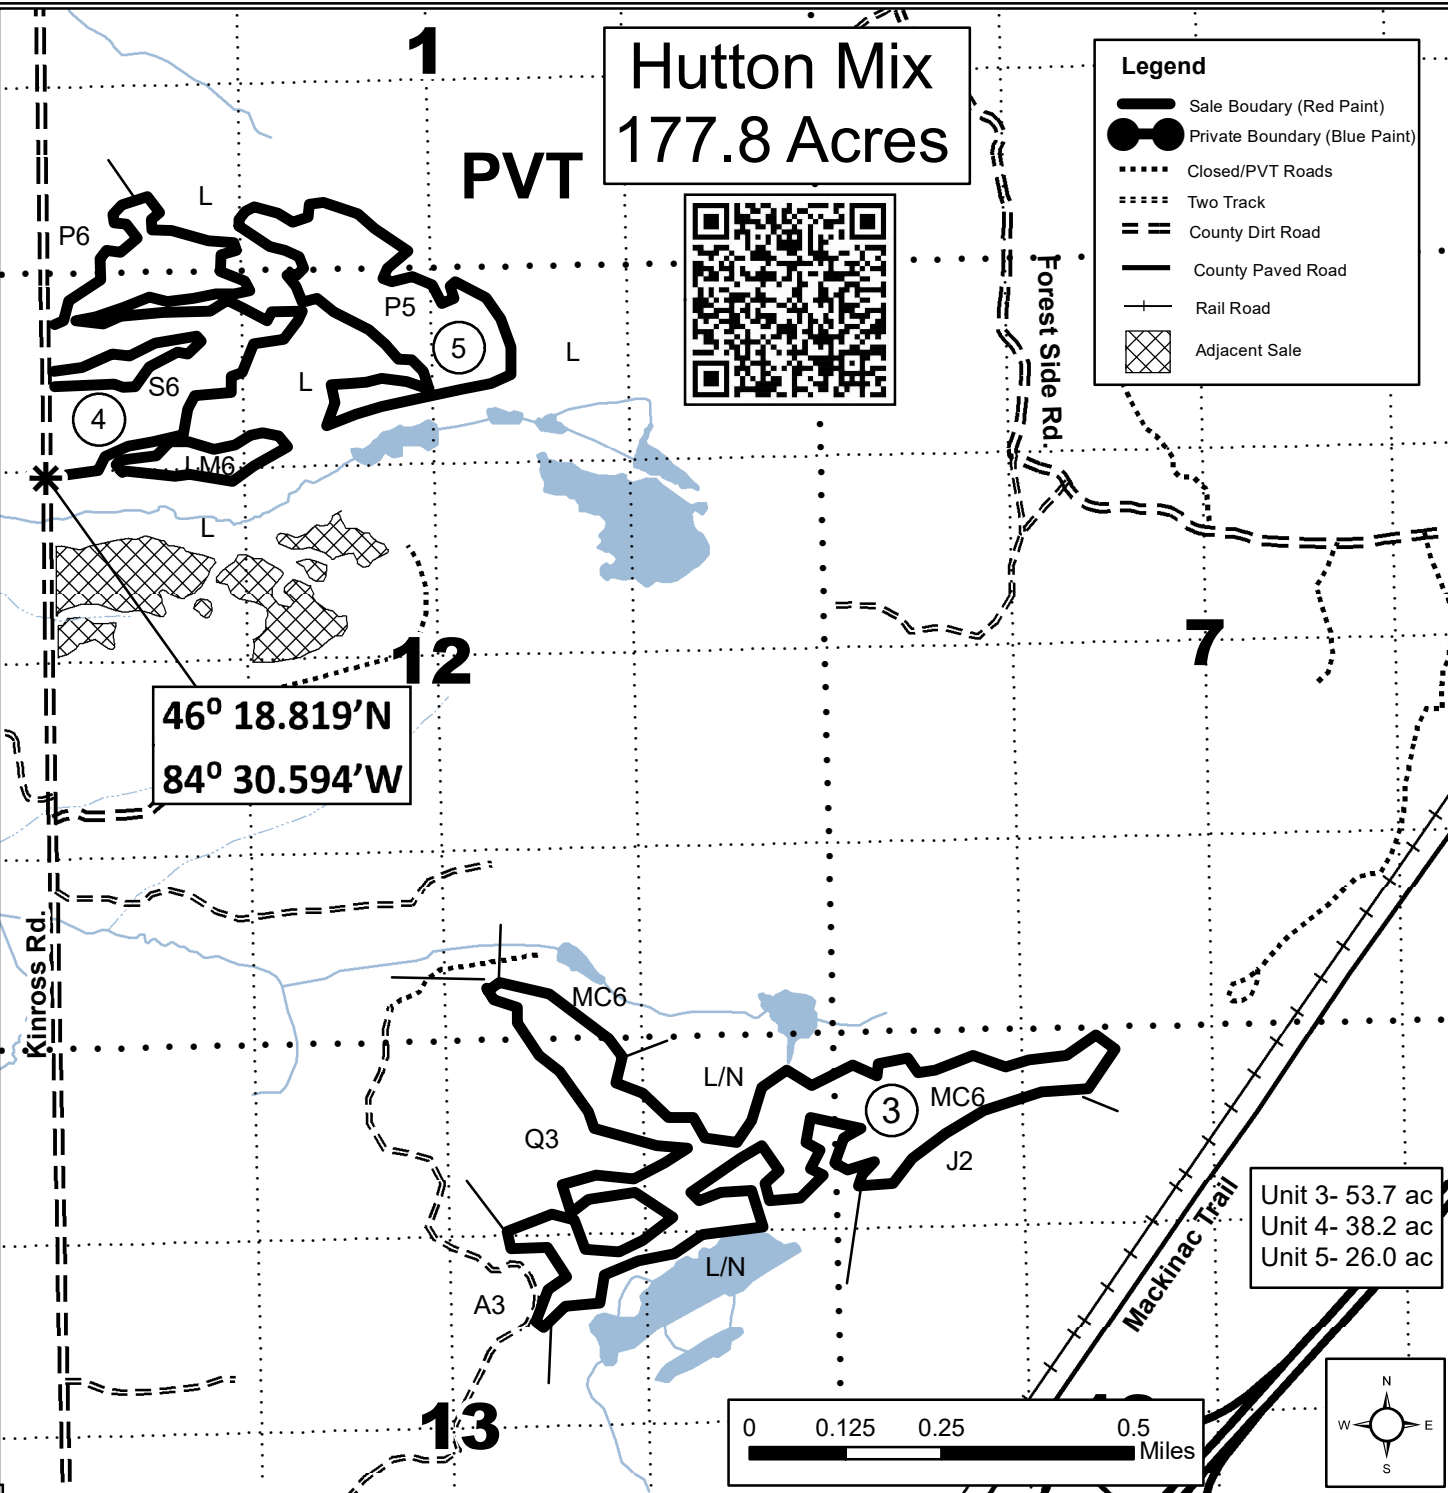 1
Hutton Mix
177.8 Acres
PVT
Legend
Sale Boudary (Red Paint)
Private Boundary (Blue Paint)
Closed/PVT Roads
Two Track
County Dirt Road
County Paved Road
Rail Road
Adjacent Sale
L
P6
P5
5
L
L
S6
4
LM6
L
Forest Side Rd.
12
7
46⁰ 18.819’N
84⁰ 30.594’W
Kinross Rd.
MC6
L/N
3
MC6
Q3
J2
L/N
A3
Mackinac Trail
Unit 3- 53.7 ac
Unit 4- 38.2 ac
Unit 5- 26.0 ac
13
0 0.125 0.25 0.5
Miles
N
W E
S